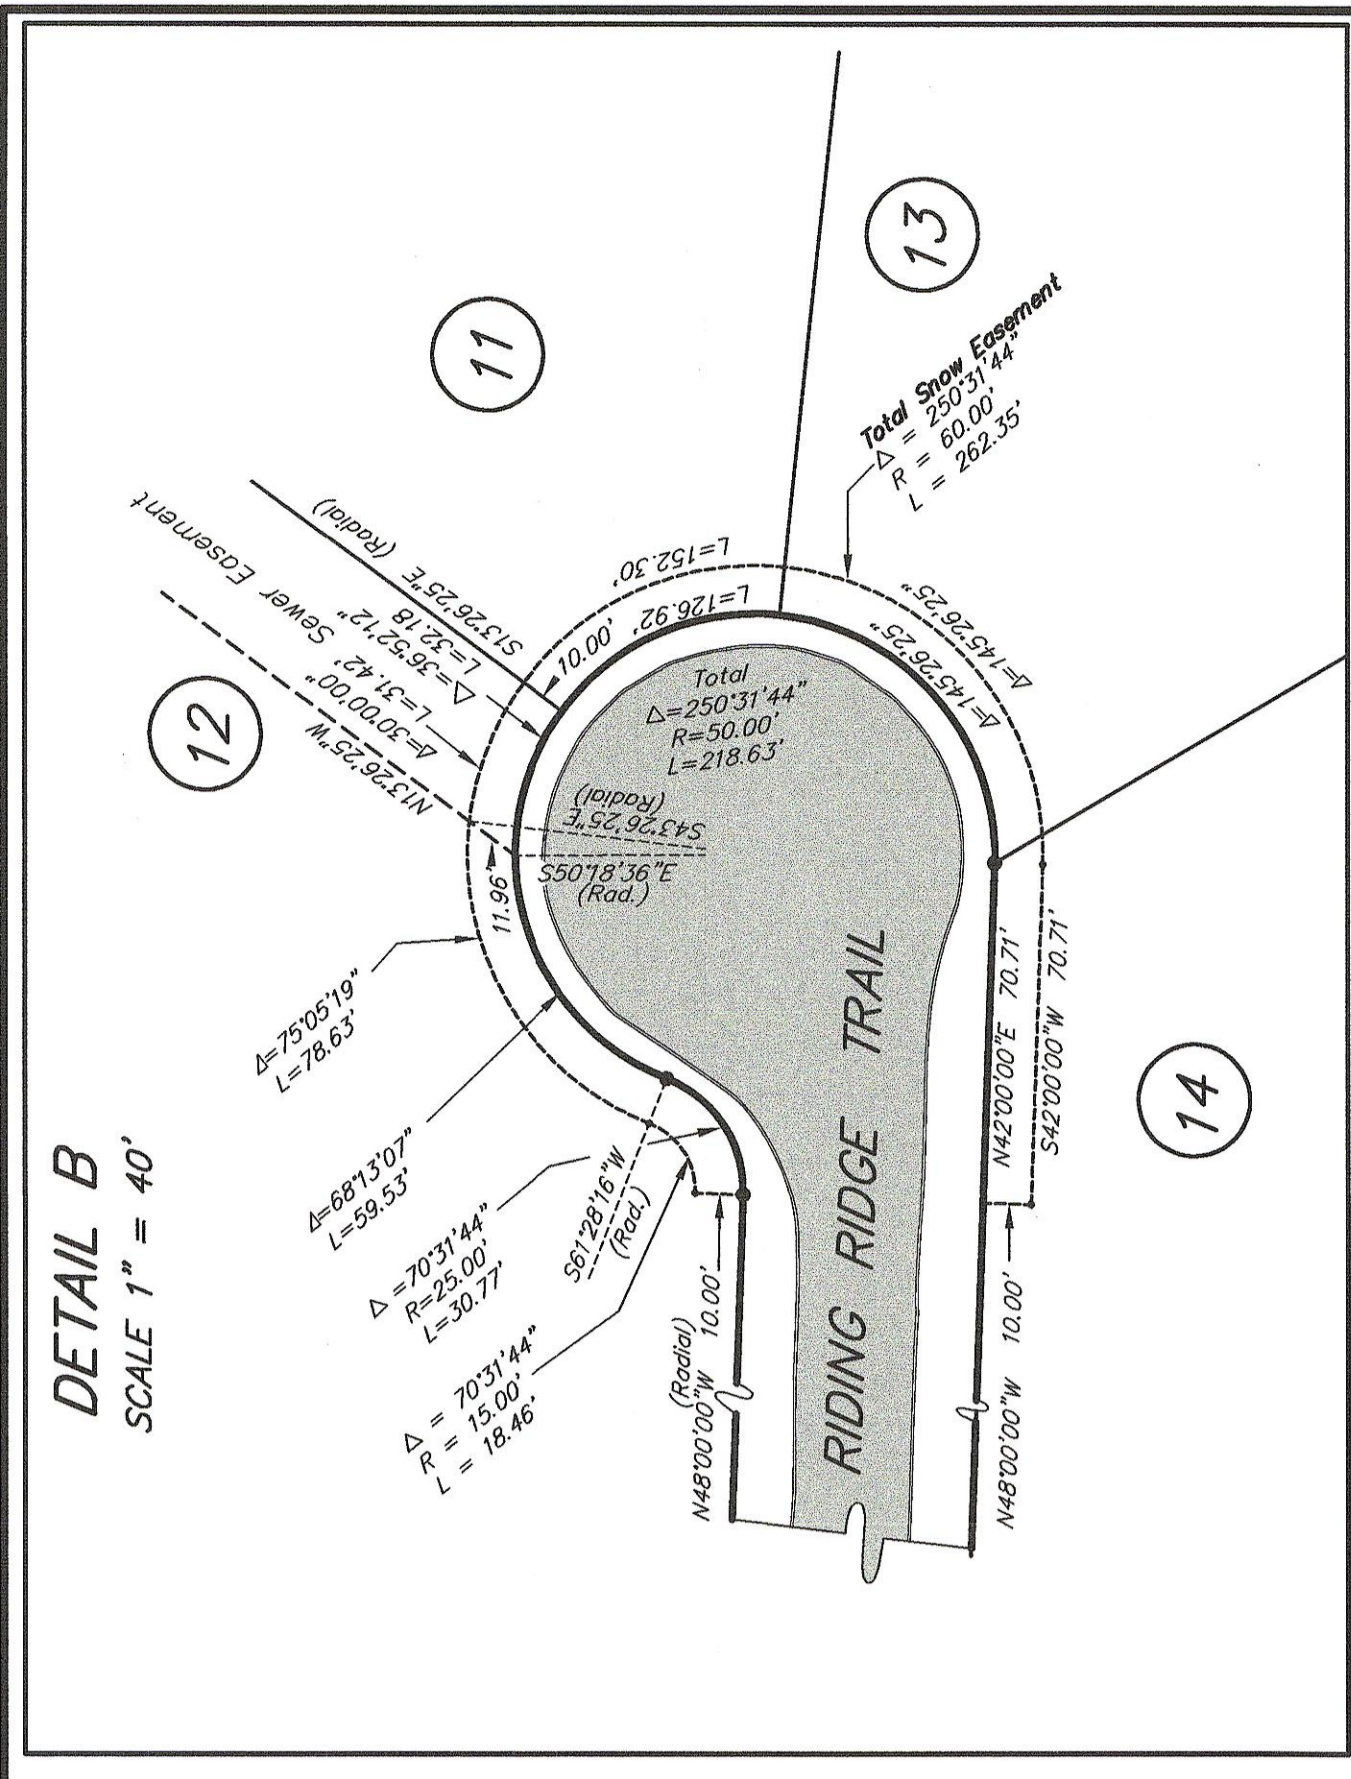 DETAIL B
SCALE 1" = 40'
12
11
13
14
Sewer Easement
S13°26'25"E (Radial)
Δ=36°52'12"
L=32.18
Δ=30°00'00"
L=31.42'
N13°26'25"W
10.00'
L=152.30'
L=126.92'
Δ=145°26'25"
Δ=145°26'25"
Total Snow Easement
Δ = 250°31'44"
R = 60.00'
L = 262.35'
Total
Δ=250°31'44"
R=50.00'
L=218.63'
S43°26'25"E
(Radial)
S50°18'36"E
(Rad.)
11.96'
Δ=75°05'19"
L=78.63'
Δ=68°13'07"
L=59.53'
Δ=70°31'44"
R=25.00'
L=30.77'
S61°28'16"W
(Rad.)
Δ = 70°31'44"
R = 15.00'
L = 18.46'
(Radial)
N48°00'00"W 10.00'
RIDING RIDGE TRAIL
N42°00'00"E 70.71'
S42°00'00"W 70.71'
N48°00'00"W 10.00'